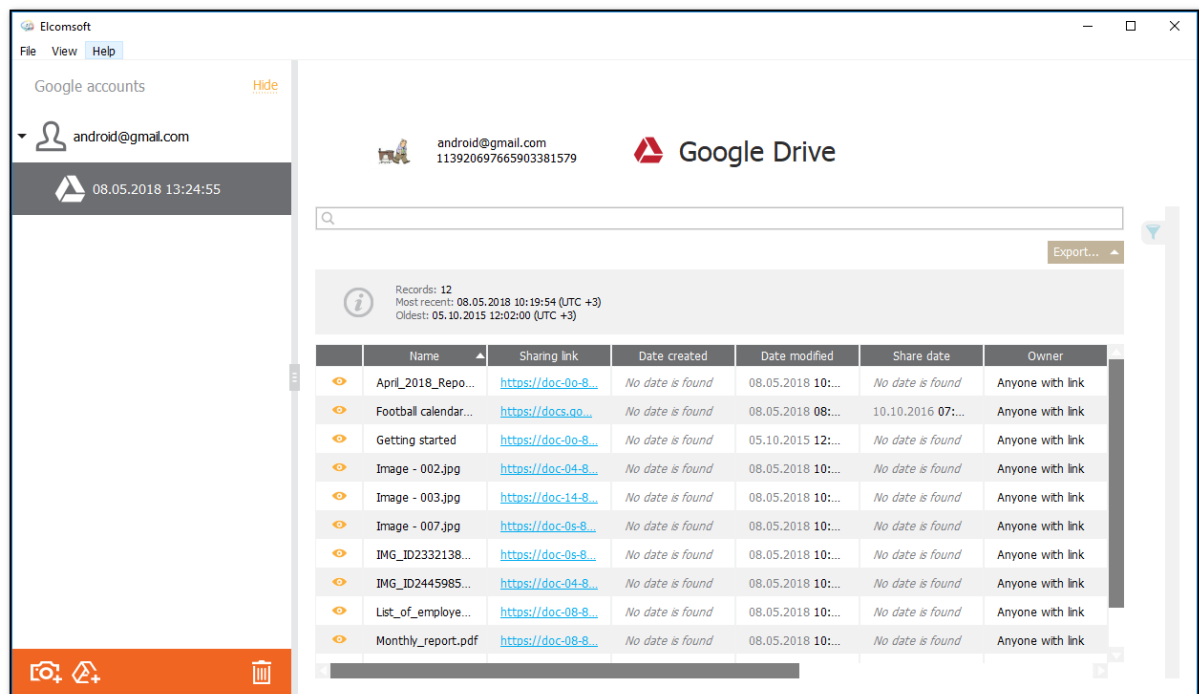 Elcomsoft
File View Help
Google accounts Hide
android@gmail.com
08.05.2018 13:24:55
android@gmail.com
113920697665903381579
Google Drive
Export...
Records: 12
Most recent: 08.05.2018 10:19:54 (UTC +3)
Oldest: 05.10.2015 12:02:00 (UTC +3)
Name Sharing link Date created Date modified Share date Owner
April_2018_Repo... https://doc-0o-8... No date is found 08.05.2018 10:... No date is found Anyone with link
Football calendar... https://docs.go... No date is found 08.05.2018 08:... 10.10.2016 07:... Anyone with link
Getting started https://doc-0o-8... No date is found 05.10.2015 12:... No date is found Anyone with link
Image - 002.jpg https://doc-04-8... No date is found 08.05.2018 10:... No date is found Anyone with link
Image - 003.jpg https://doc-14-8... No date is found 08.05.2018 10:... No date is found Anyone with link
Image - 007.jpg https://doc-0s-8... No date is found 08.05.2018 10:... No date is found Anyone with link
IMG_ID2332138... https://doc-0s-8... No date is found 08.05.2018 10:... No date is found Anyone with link
IMG_ID2445985... https://doc-04-8... No date is found 08.05.2018 10:... No date is found Anyone with link
List_of_employe... https://doc-08-8... No date is found 08.05.2018 10:... No date is found Anyone with link
Monthly_report.pdf https://doc-08-8... No date is found 08.05.2018 10:... No date is found Anyone with link